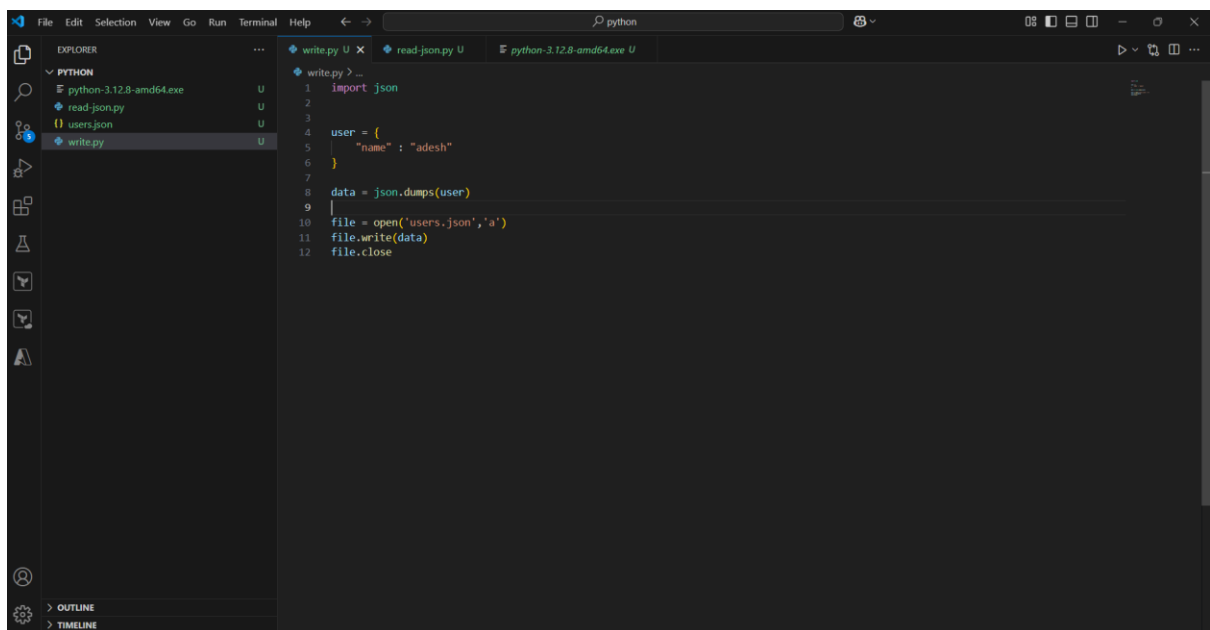 File Edit Selection View Go Run Terminal Help ← → python
EXPLORER ...
PYTHON
python-3.12.8-amd64.exe U
read-json.py U
users.json U
write.py U
OUTLINE
TIMELINE
5
write.py U × read-json.py U python-3.12.8-amd64.exe U
write.py > ...
1 import json
2
3
4 user = {
5 "name" : "adesh"
6 }
7
8 data = json.dumps(user)
9
10 file = open('users.json','a')
11 file.write(data)
12 file.close